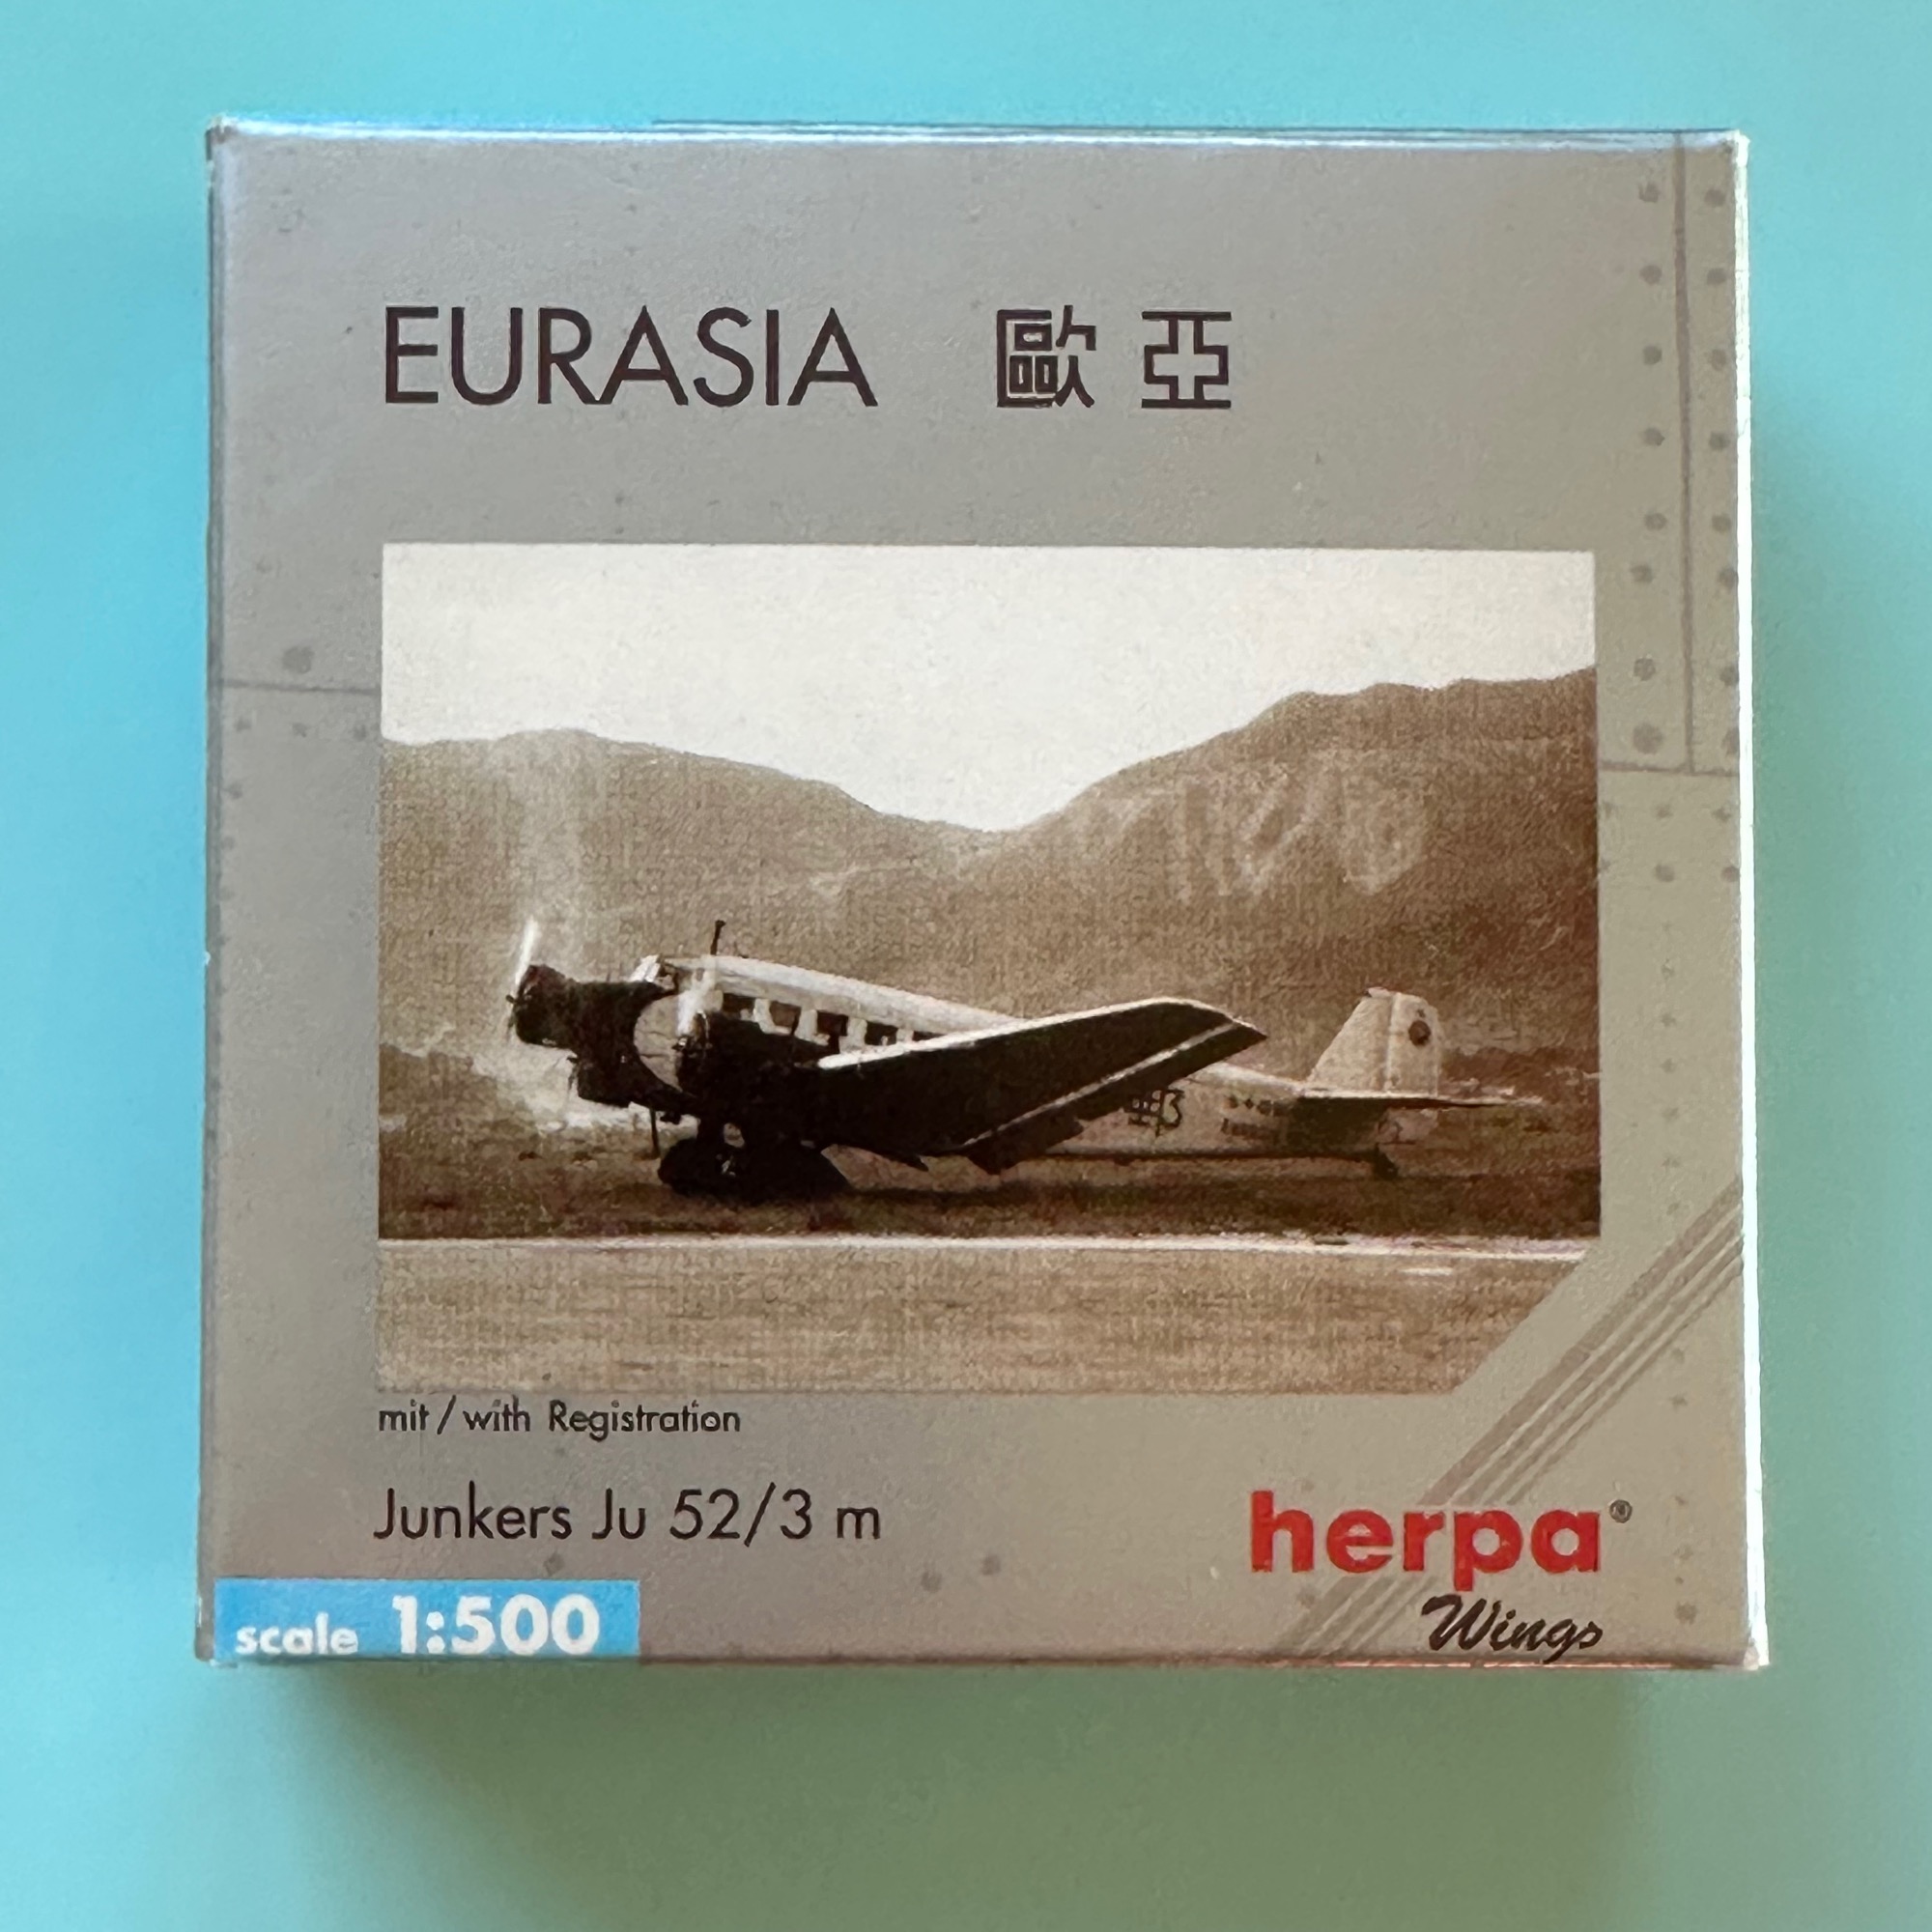 EURASIA 歐亞
mit / with Registration
Junkers Ju 52/3 m
herpa®
Wings
scale 1:500